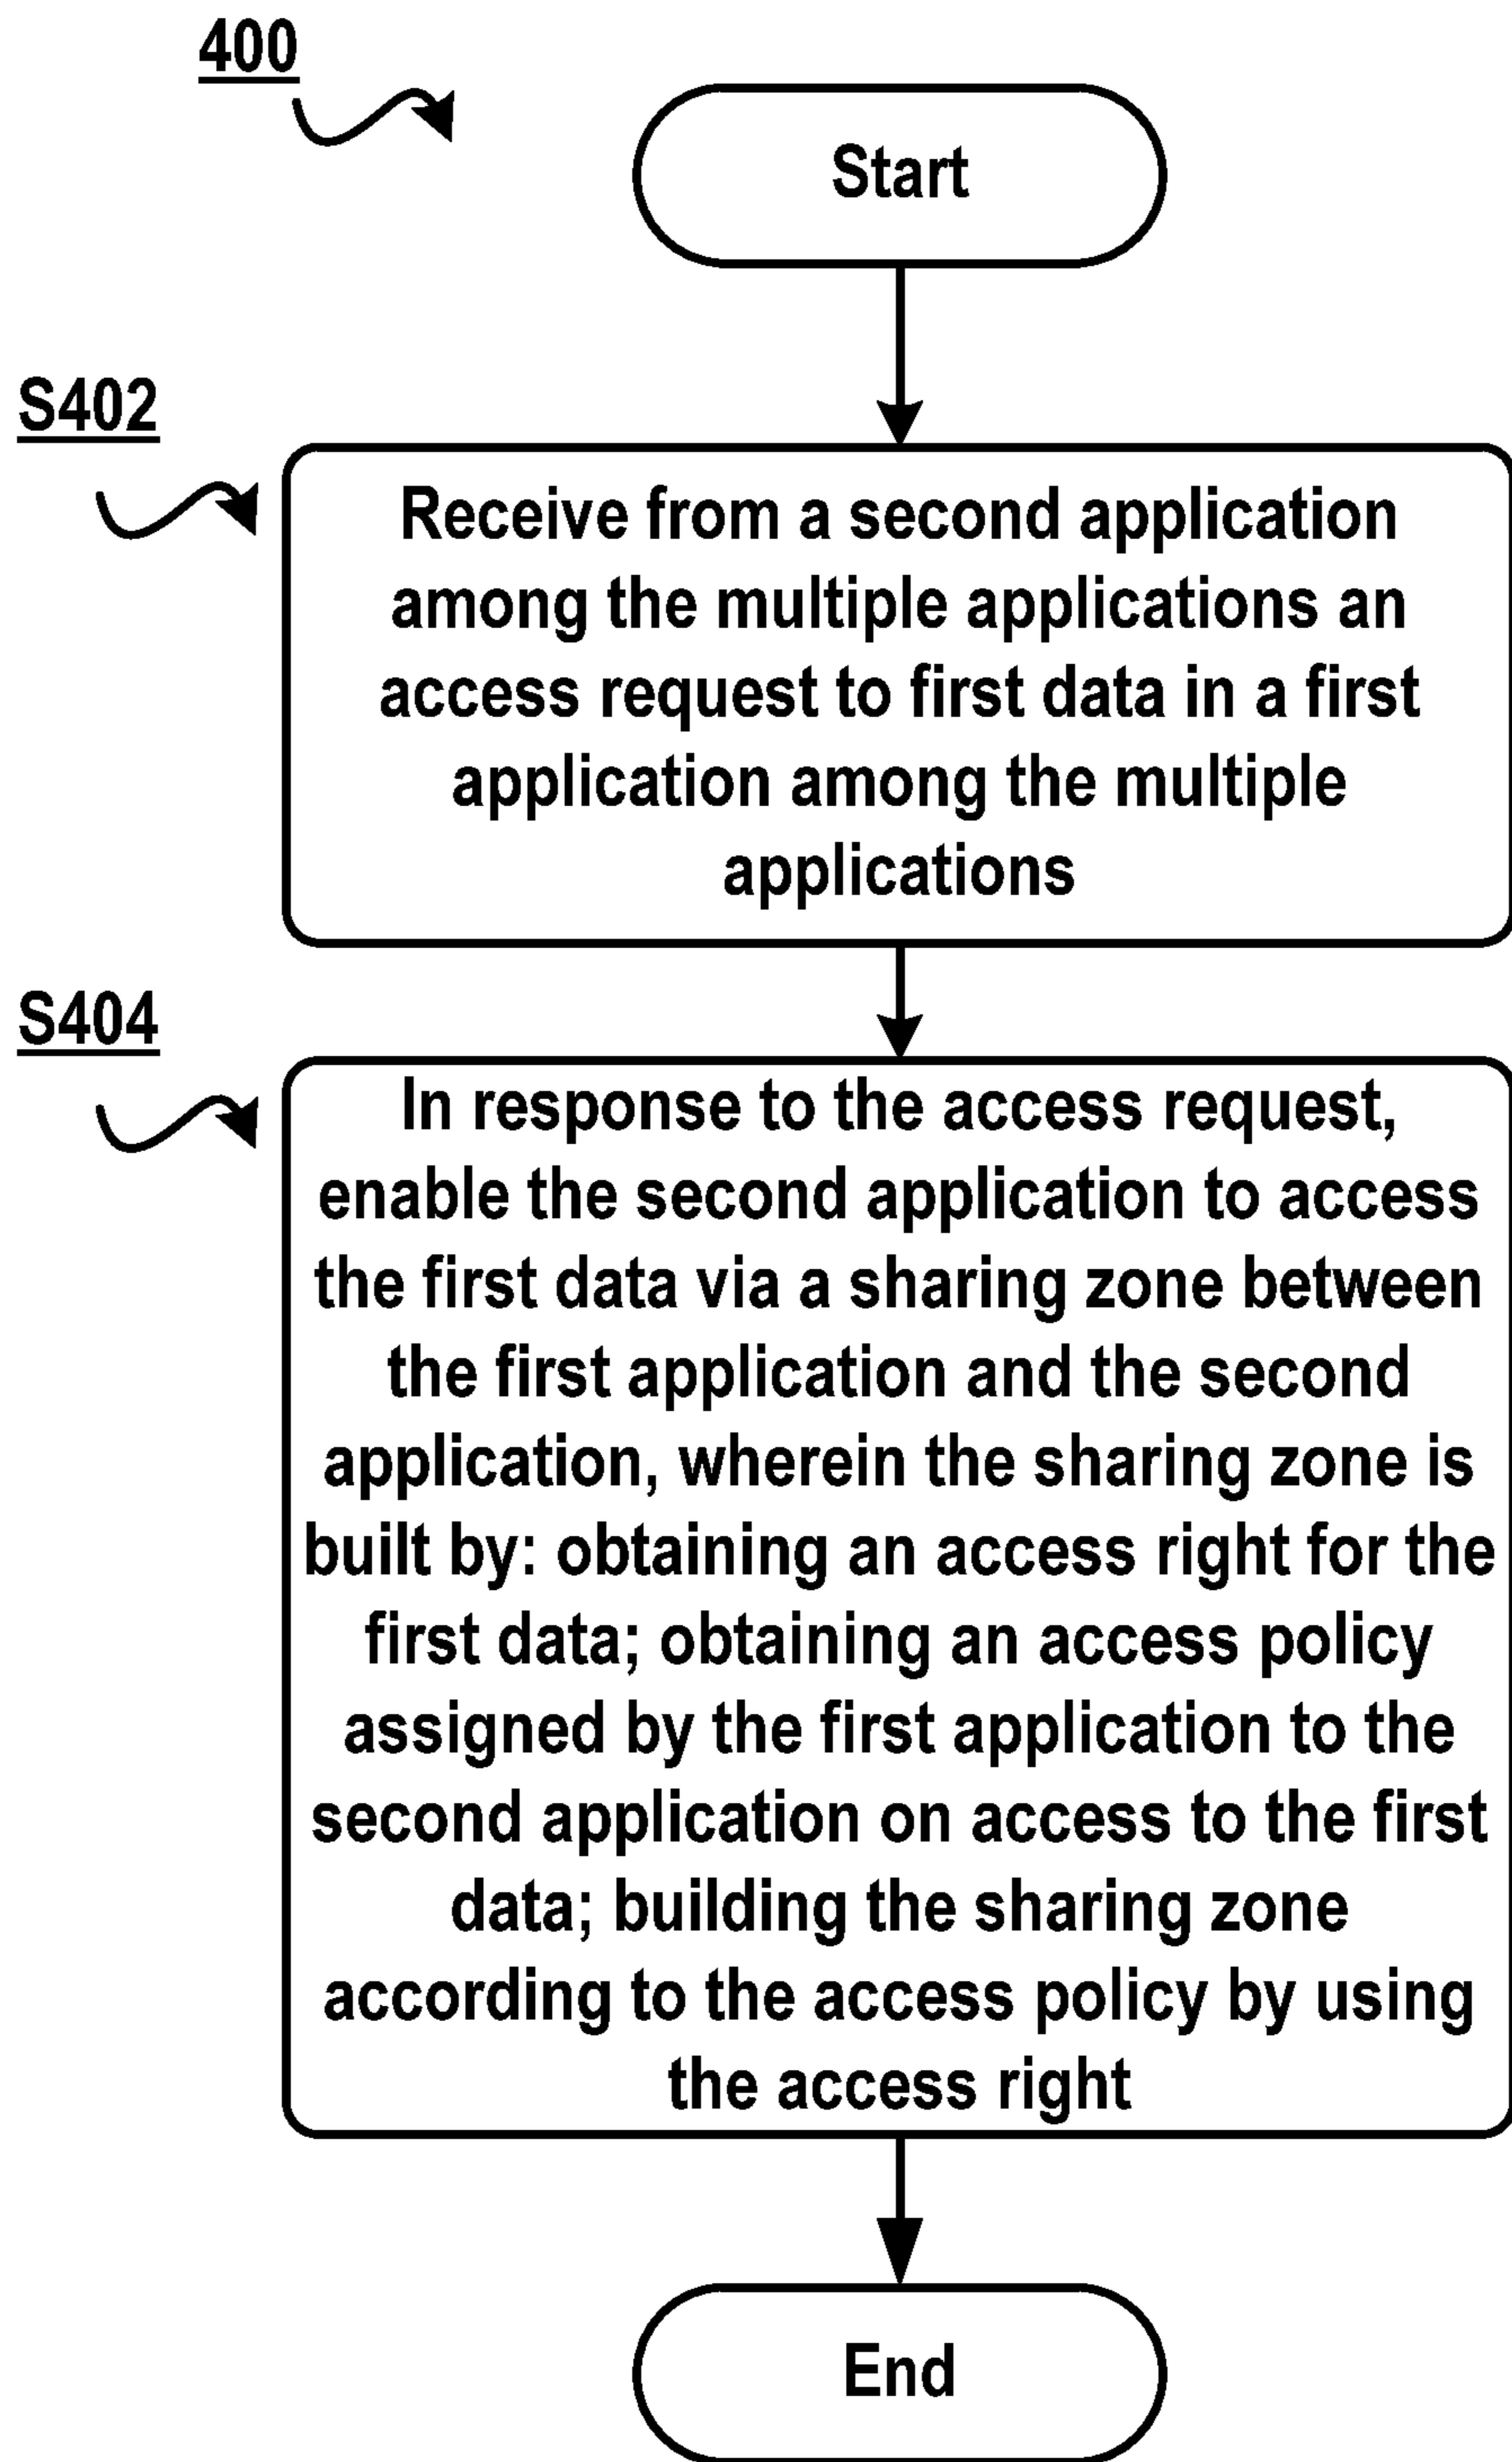 400
Start
S402
Receive from a second application
among the multiple applications an
access request to first data in a first
application among the multiple
applications
S404
In response to the access request,
enable the second application to access
the first data via a sharing zone between
the first application and the second
application, wherein the sharing zone is
built by: obtaining an access right for the
first data; obtaining an access policy
assigned by the first application to the
second application on access to the first
data; building the sharing zone
according to the access policy by using
the access right
End